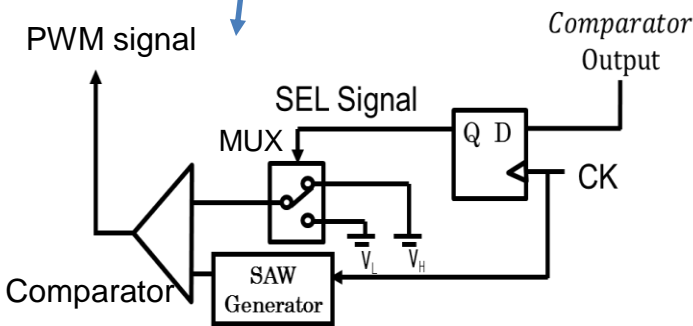 Comparator
Output
PWM signal
SEL Signal
MUX
Q D
CK
V_L
V_H
SAW
Generator
Comparator